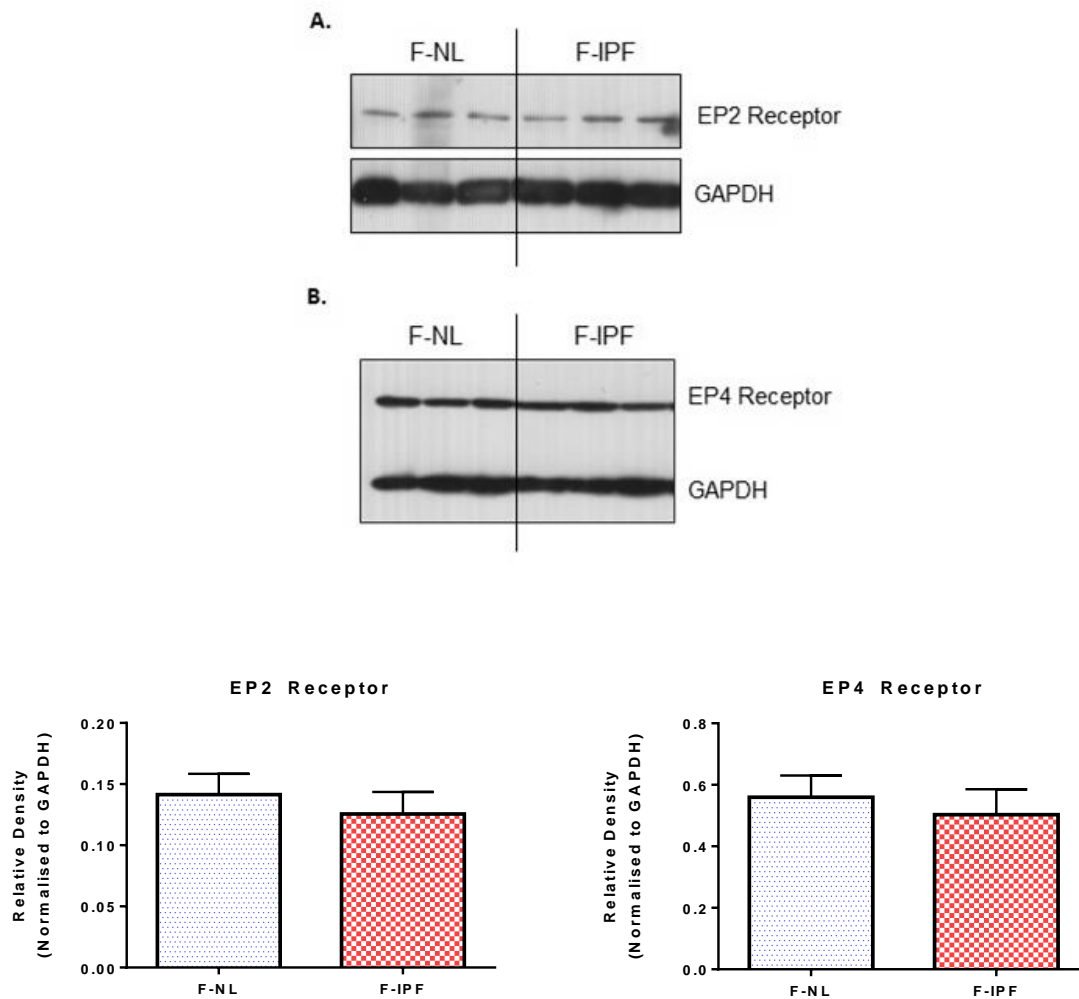 A.
F-NL F-IPF
EP2 Receptor
GAPDH
B.
F-NL F-IPF
EP4 Receptor
GAPDH
EP2 Receptor
Relative Density
(Normalised to GAPDH)
0.20
0.15
0.10
0.05
0.00
F-NL F-IPF
EP4 Receptor
Relative Density
(Normalised to GAPDH)
0.8
0.6
0.4
0.2
0.0
F-NL F-IPF